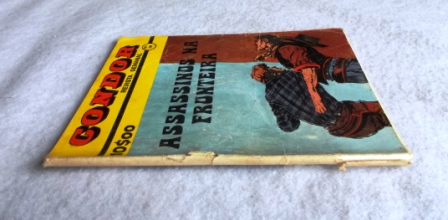 CONDOR
10$00
ASSASSINOS NA
FRONTEIRA